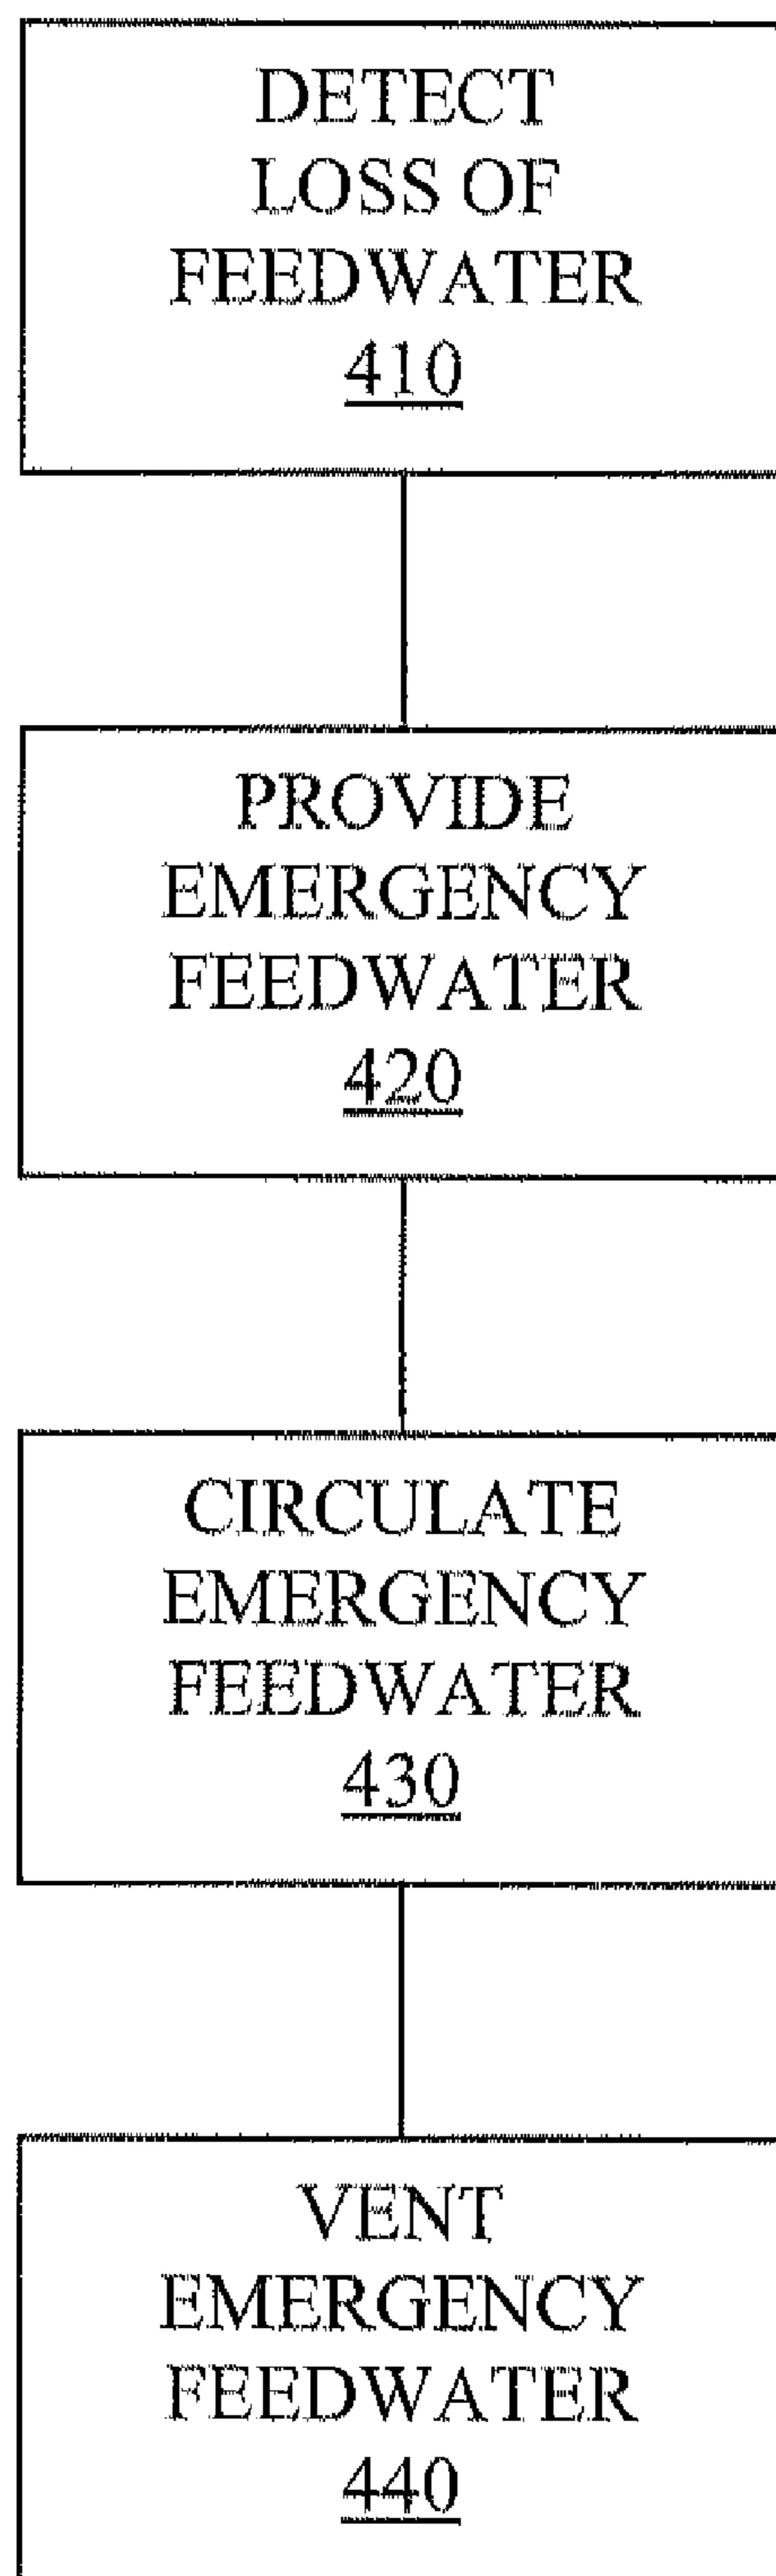 DETECT
LOSS OF
FEEDWATER
410
PROVIDE
EMERGENCY
FEEDWATER
420
CIRCULATE
EMERGENCY
FEEDWATER
430
VENT
EMERGENCY
FEEDWATER
440